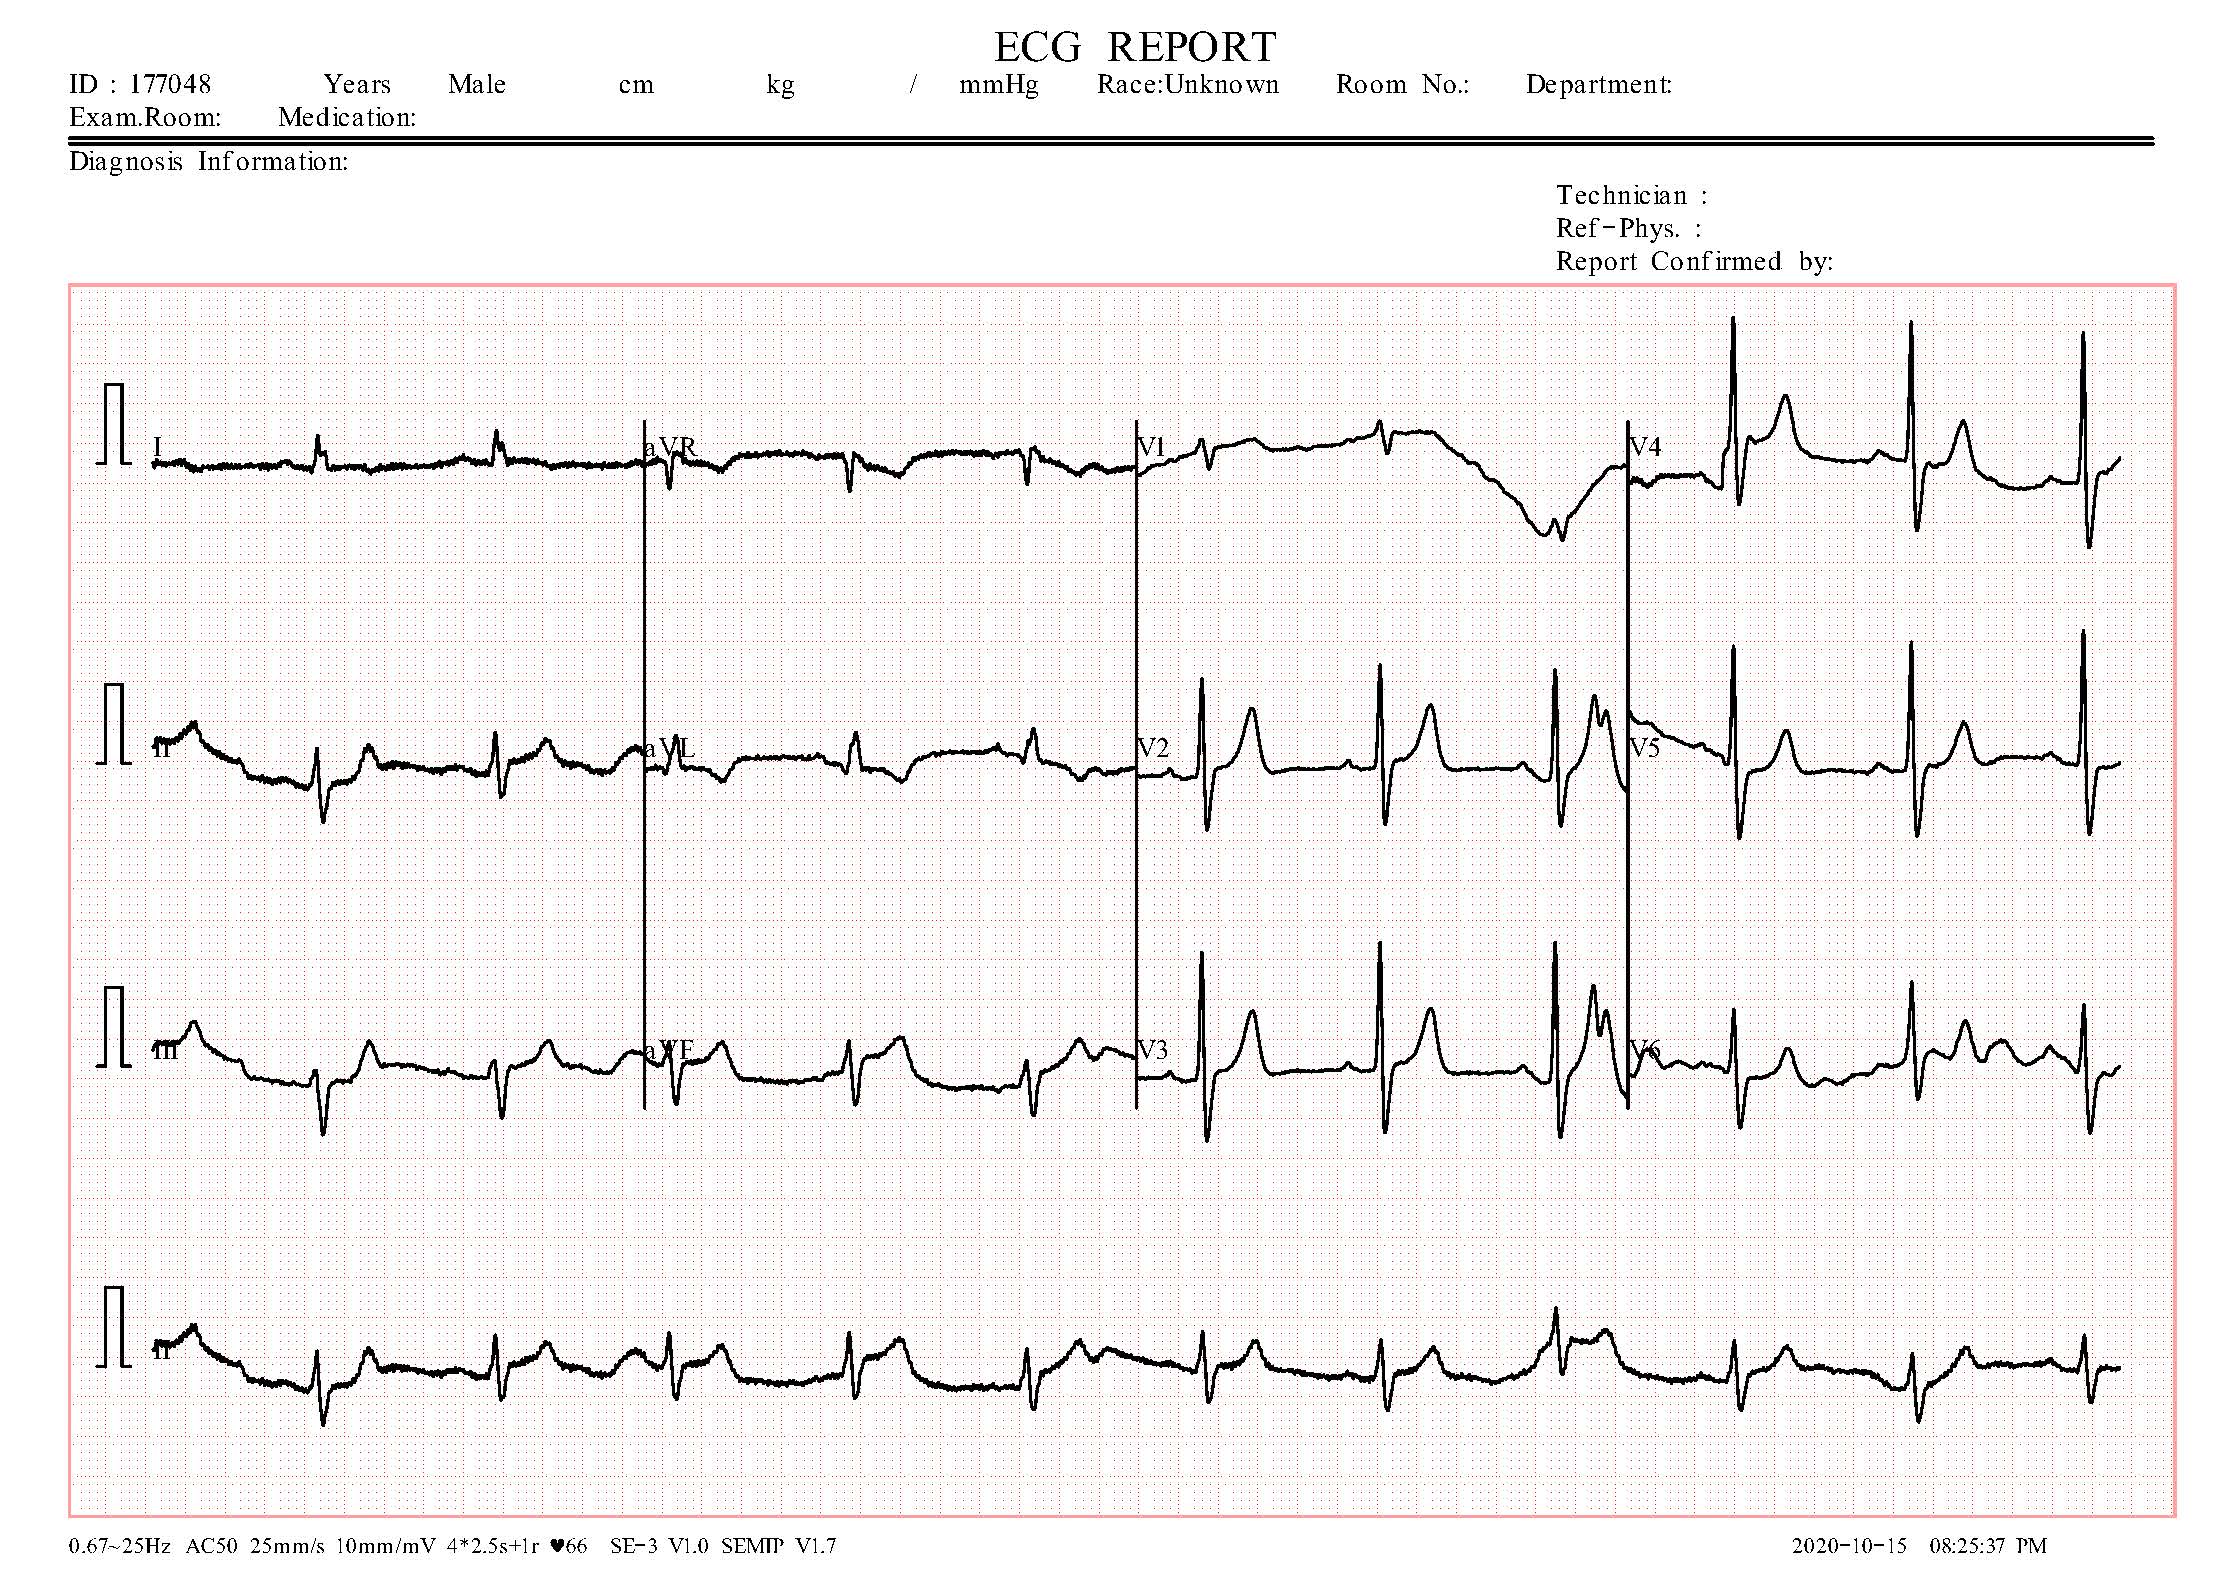 ECG REPORT
ID : 177048 Years Male cm kg / mmHg Race:Unknown Room No.: Department:
Exam.Room: Medication:
Diagnosis Information:
Technician :
Ref-Phys. :
Report Confirmed by:
I aVR V1 V4
II aVL V2 V5
III aVF V3 V6
II
0.67~25Hz AC50 25mm/s 10mm/mV 4*2.5s+1r ♥66 SE-3 V1.0 SEMIP V1.7 2020-10-15 08:25:37 PM